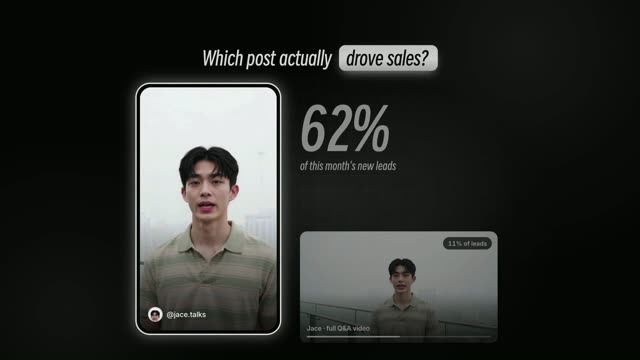 Which post actually drove sales?
62%
of this month's new leads
11% of leads
Jace · full Q&A video
@jace.talks